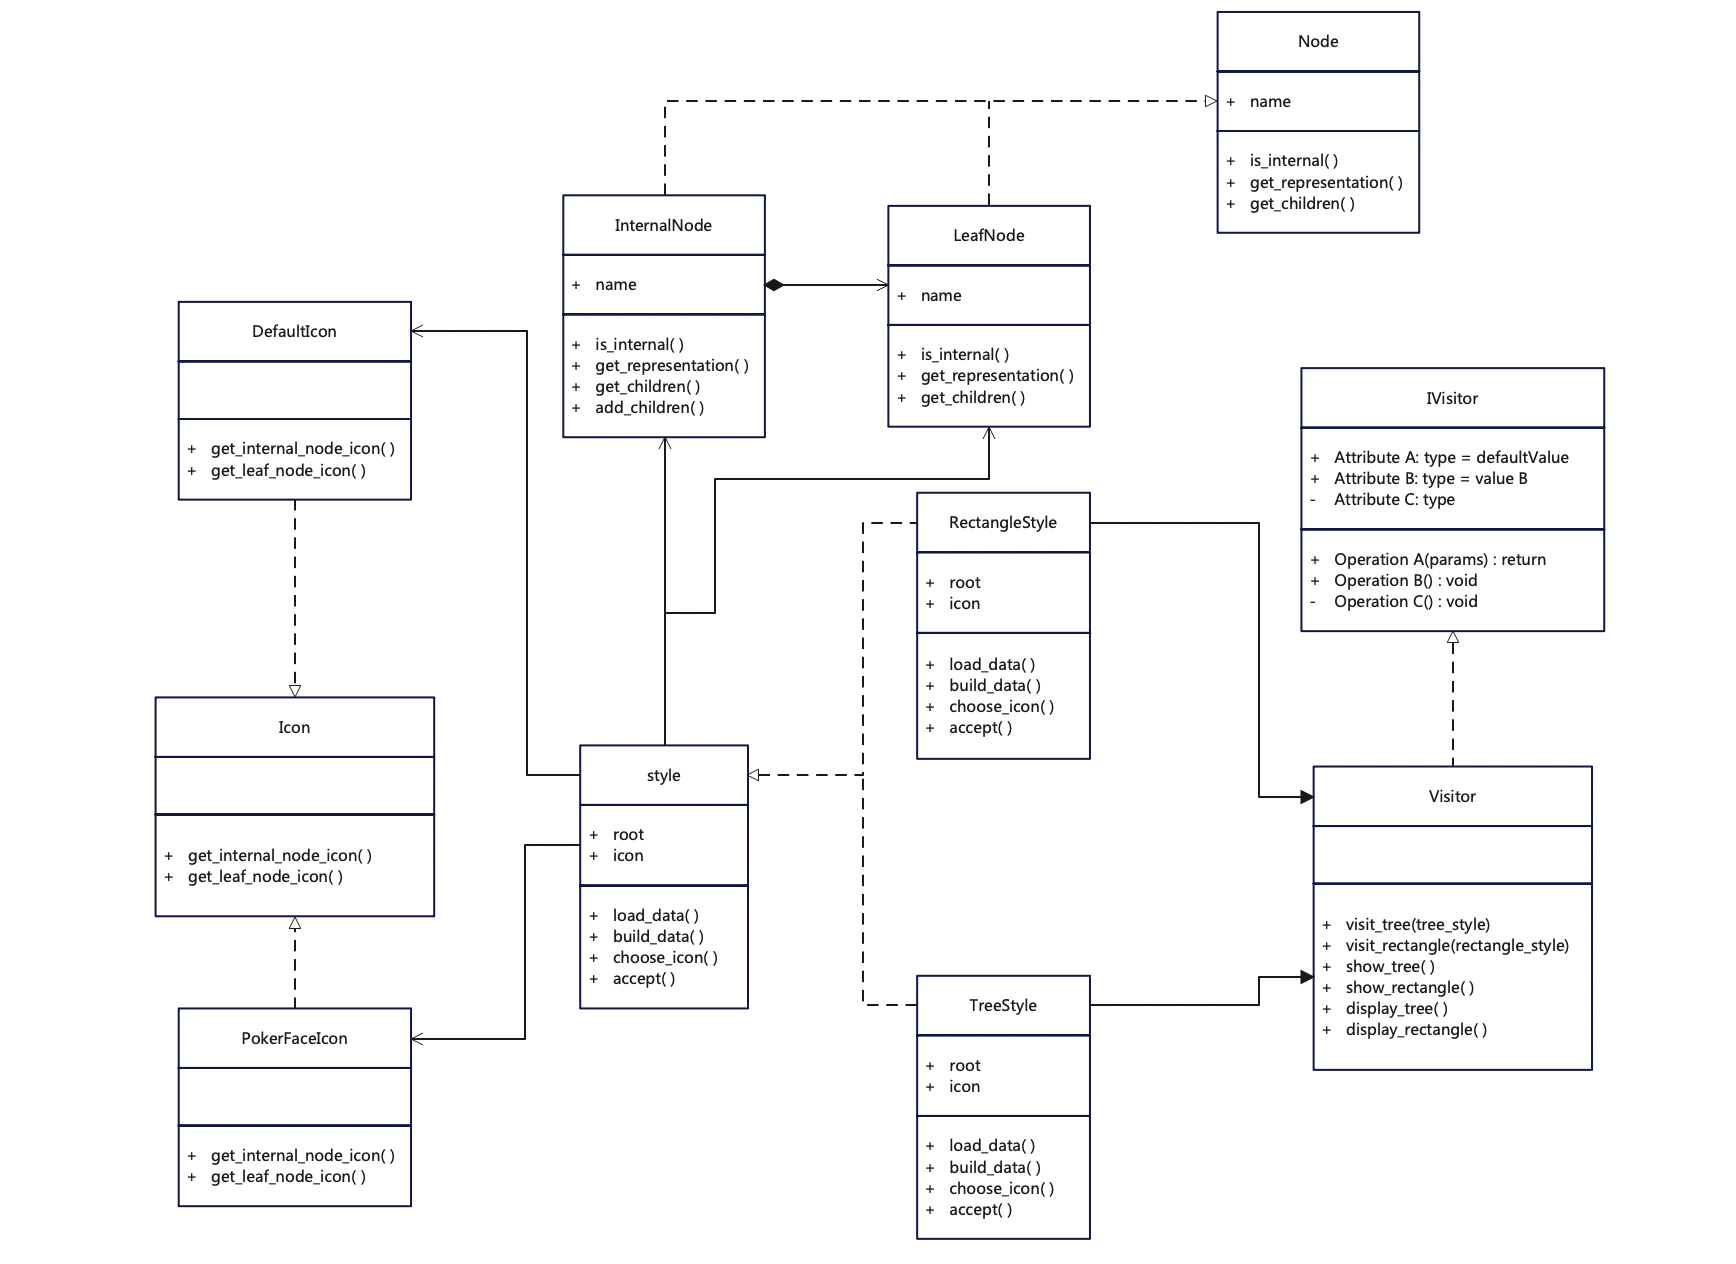 Node
+ name
+ is_internal( )
+ get_representation( )
+ get_children( )
InternalNode
+ name
+ is_internal( )
+ get_representation( )
+ get_children( )
+ add_children( )
LeafNode
+ name
+ is_internal( )
+ get_representation( )
+ get_children( )
DefaultIcon
+ get_internal_node_icon( )
+ get_leaf_node_icon( )
IVisitor
+ Attribute A: type = defaultValue
+ Attribute B: type = value B
- Attribute C: type
+ Operation A(params) : return
+ Operation B() : void
- Operation C() : void
RectangleStyle
+ root
+ icon
+ load_data( )
+ build_data( )
+ choose_icon( )
+ accept( )
Icon
+ get_internal_node_icon( )
+ get_leaf_node_icon( )
style
+ root
+ icon
+ load_data( )
+ build_data( )
+ choose_icon( )
+ accept( )
Visitor
+ visit_tree(tree_style)
+ visit_rectangle(rectangle_style)
+ show_tree( )
+ show_rectangle( )
+ display_tree( )
+ display_rectangle( )
PokerFaceIcon
+ get_internal_node_icon( )
+ get_leaf_node_icon( )
TreeStyle
+ root
+ icon
+ load_data( )
+ build_data( )
+ choose_icon( )
+ accept( )